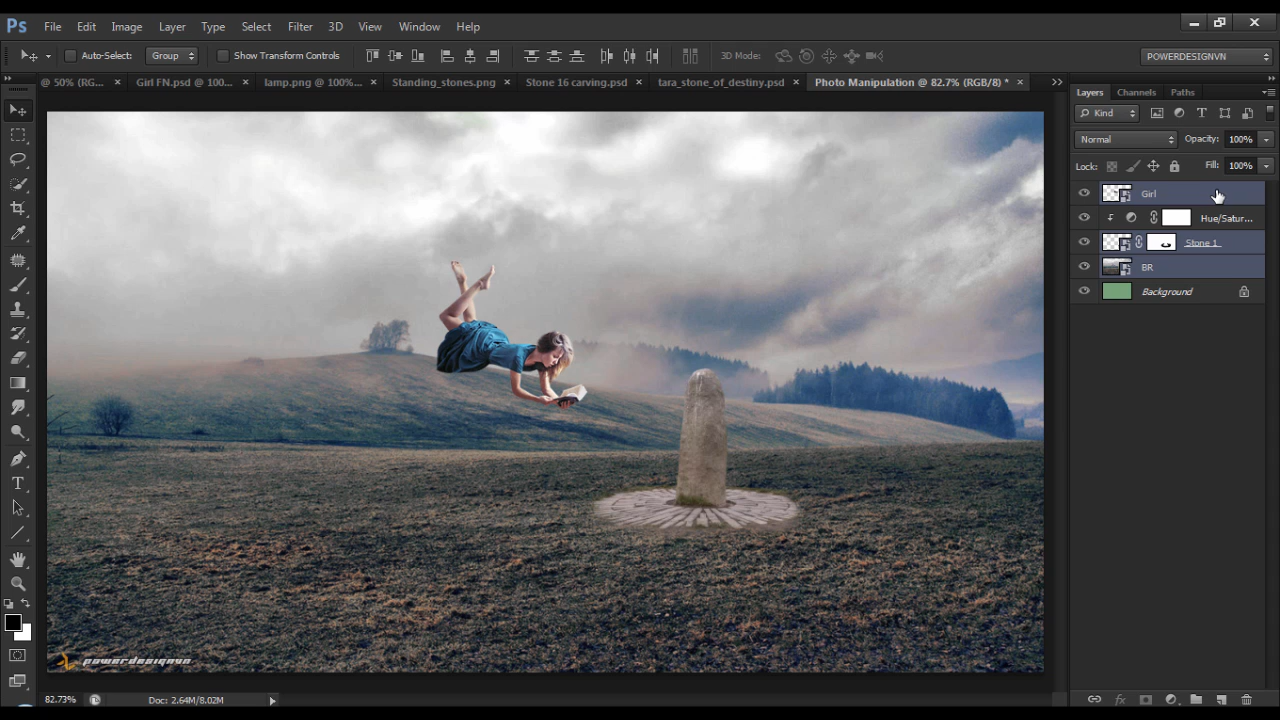 Ps File Edit Image Layer Type Select Filter 3D View Window Help
Auto-Select: Group Show Transform Controls 3D Mode: POWERDESIGNVN
@ 50% (RG... × Girl FN.psd @ 100... × lamp.png @ 100%... × Standing_stones.png × Stone 16 carving.psd × tara_stone_of_destiny.psd × Photo Manipulation @ 82.7% (RGB/8) * ×
Layers Channels Paths
Kind
Normal Opacity: 100%
Lock: Fill: 100%
Girl
Hue/Satur...
Stone 1
BR
Background
powerdesignvn
82.73% Doc: 2.64M/8.02M